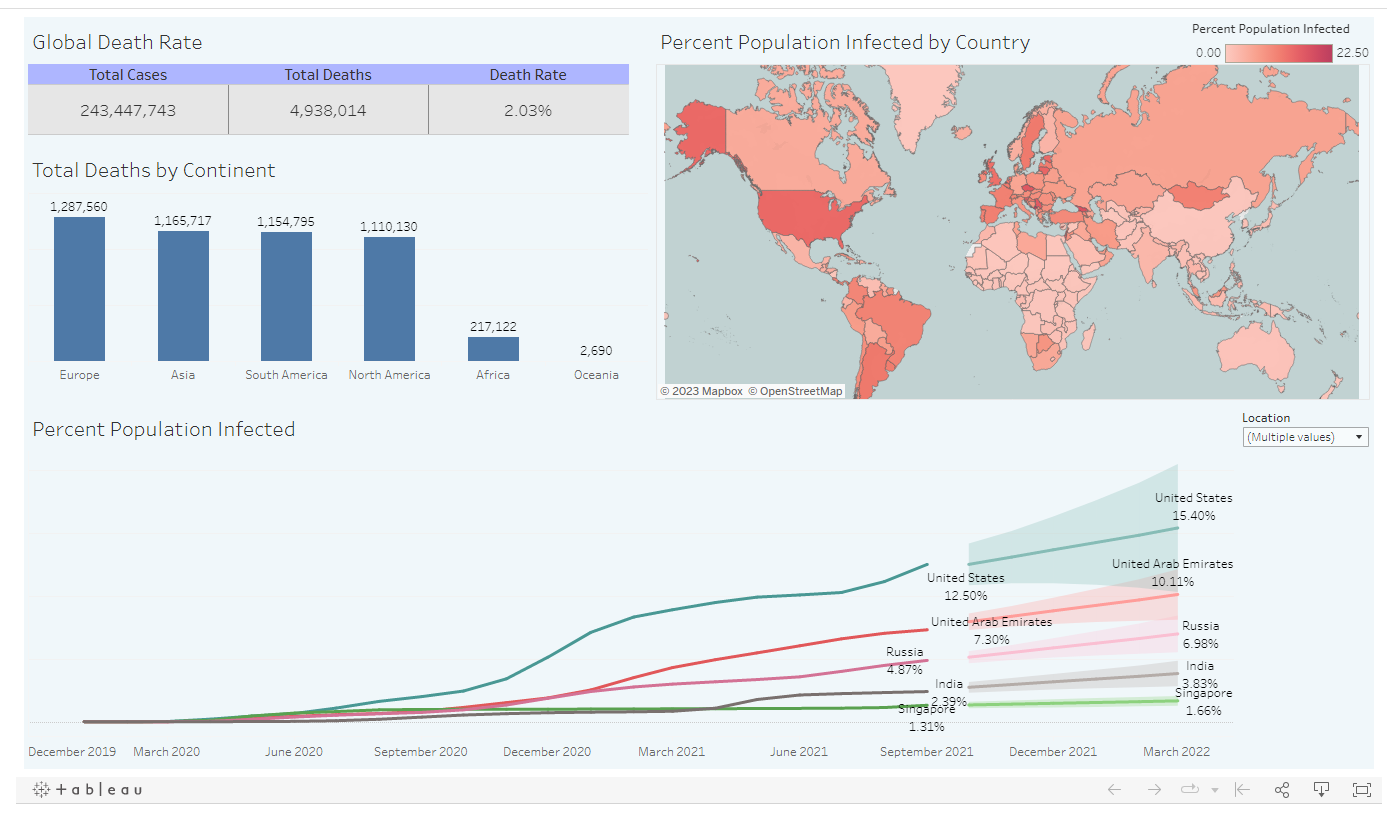 Global Death Rate
Total Cases Total Deaths Death Rate
243,447,743 4,938,014 2.03%
Total Deaths by Continent
1,287,560 1,165,717 1,154,795 1,110,130 217,122 2,690
Europe Asia South America North America Africa Oceania
Percent Population Infected by Country
Percent Population Infected
0.00 22.50
© 2023 Mapbox © OpenStreetMap
Percent Population Infected
Location
(Multiple values)
United States
15.40%
United Arab Emirates
10.11%
Russia
6.98%
India
3.83%
Singapore
1.66%
United States
12.50%
United Arab Emirates
7.30%
Russia
4.87%
India
2.39%
Singapore
1.31%
December 2019 March 2020 June 2020 September 2020 December 2020 March 2021 June 2021 September 2021 December 2021 March 2022
+ a b l e a u